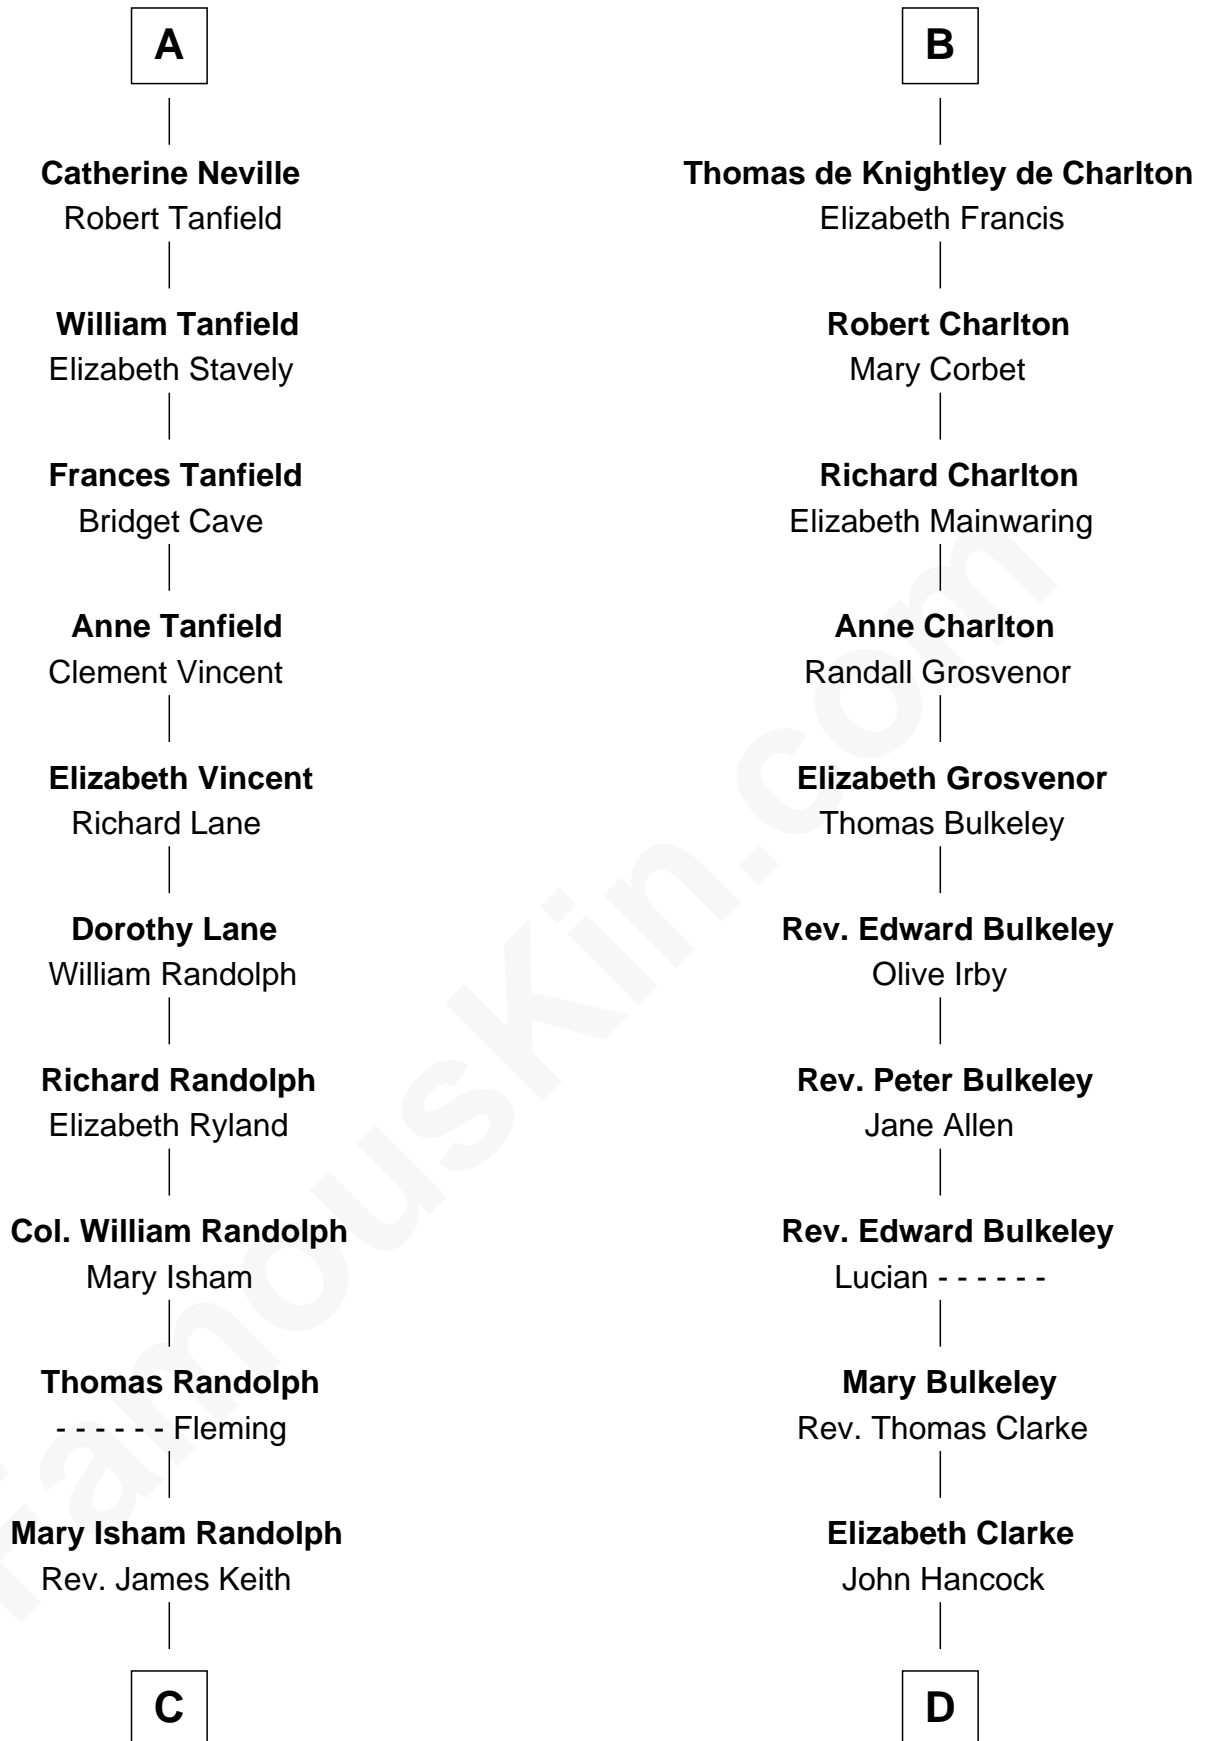 A
Catherine Neville
Robert Tanfield
William Tanfield
Elizabeth Stavely
Frances Tanfield
Bridget Cave
Anne Tanfield
Clement Vincent
Elizabeth Vincent
Richard Lane
Dorothy Lane
William Randolph
Richard Randolph
Elizabeth Ryland
Col. William Randolph
Mary Isham
Thomas Randolph
- - - - - - Fleming
Mary Isham Randolph
Rev. James Keith
C
B
Thomas de Knightley de Charlton
Elizabeth Francis
Robert Charlton
Mary Corbet
Richard Charlton
Elizabeth Mainwaring
Anne Charlton
Randall Grosvenor
Elizabeth Grosvenor
Thomas Bulkeley
Rev. Edward Bulkeley
Olive Irby
Rev. Peter Bulkeley
Jane Allen
Rev. Edward Bulkeley
Lucian - - - - - -
Mary Bulkeley
Rev. Thomas Clarke
Elizabeth Clarke
John Hancock
D
FamousKin.com